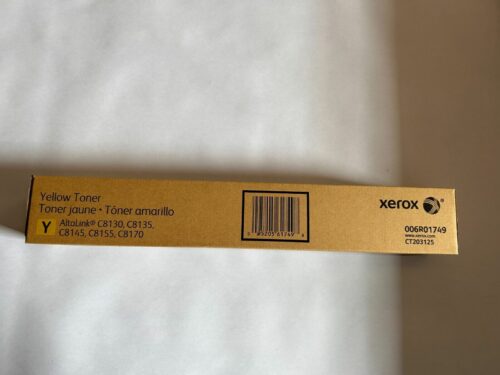 Yellow Toner
Toner jaune • Tóner amarillo
Y
AltaLink® C8130, C8135,
C8145, C8155, C8170
xerox
006R01749
www.xerox.com
CT203125